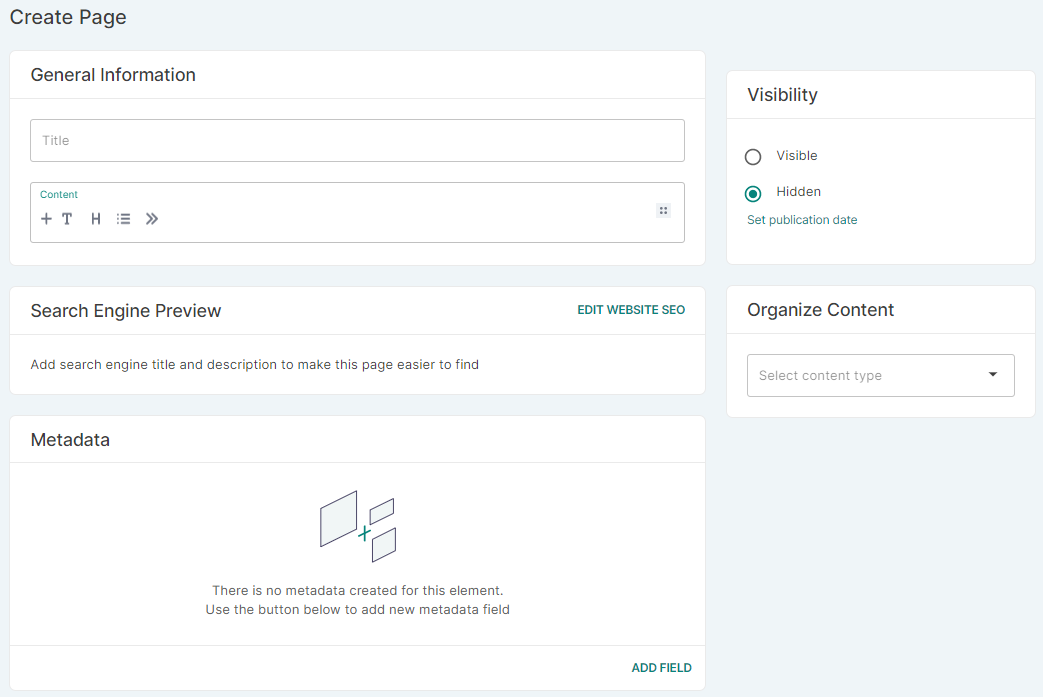 Create Page
General Information
Title
Content
T H
Search Engine Preview
EDIT WEBSITE SEO
Add search engine title and description to make this page easier to find
Metadata
There is no metadata created for this element.
Use the button below to add new metadata field
ADD FIELD
Visibility
Visible
Hidden
Set publication date
Organize Content
Select content type